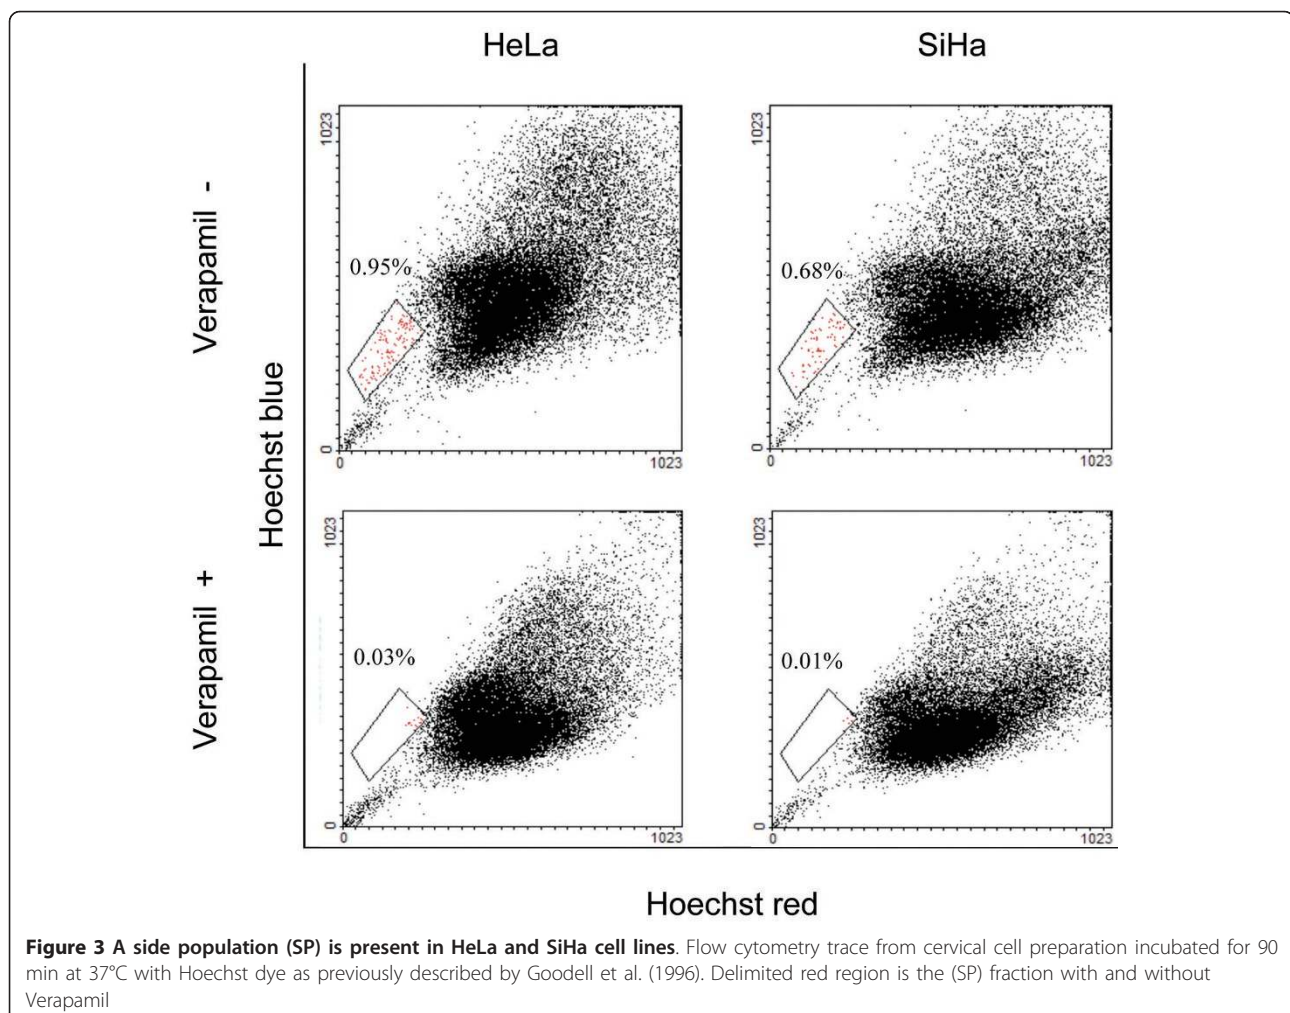 HeLa
SiHa
Verapamil -
Verapamil +
Hoechst blue
1023
0.95%
0
0
1023
1023
0.68%
0
0
1023
1023
0.03%
0
0
1023
1023
0.01%
0
0
1023
Hoechst red
Figure 3 A side population (SP) is present in HeLa and SiHa cell lines. Flow cytometry trace from cervical cell preparation incubated for 90
min at 37°C with Hoechst dye as previously described by Goodell et al. (1996). Delimited red region is the (SP) fraction with and without
Verapamil